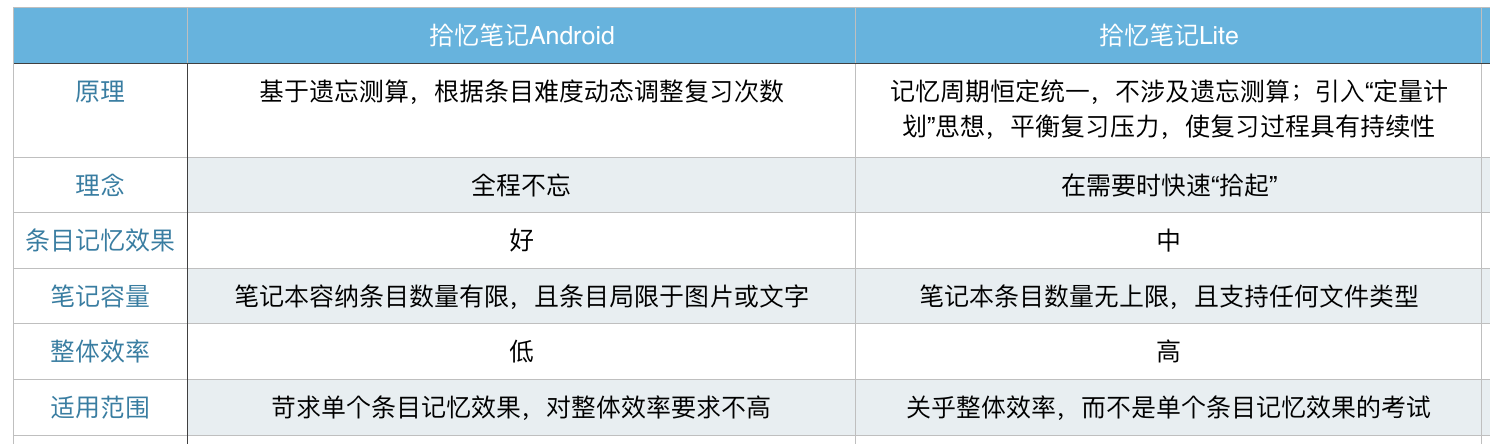 拾忆笔记Android 拾忆笔记Lite
原理 基于遗忘测算，根据条目难度动态调整复习次数 记忆周期恒定统一，不涉及遗忘测算；引入“定量计
划”思想，平衡复习压力，使复习过程具有持续性
理念 全程不忘 在需要时快速“拾起”
条目记忆效果 好 中
笔记容量 笔记本容纳条目数量有限，且条目局限于图片或文字 笔记本条目数量无上限，且支持任何文件类型
整体效率 低 高
适用范围 苛求单个条目记忆效果，对整体效率要求不高 关乎整体效率，而不是单个条目记忆效果的考试